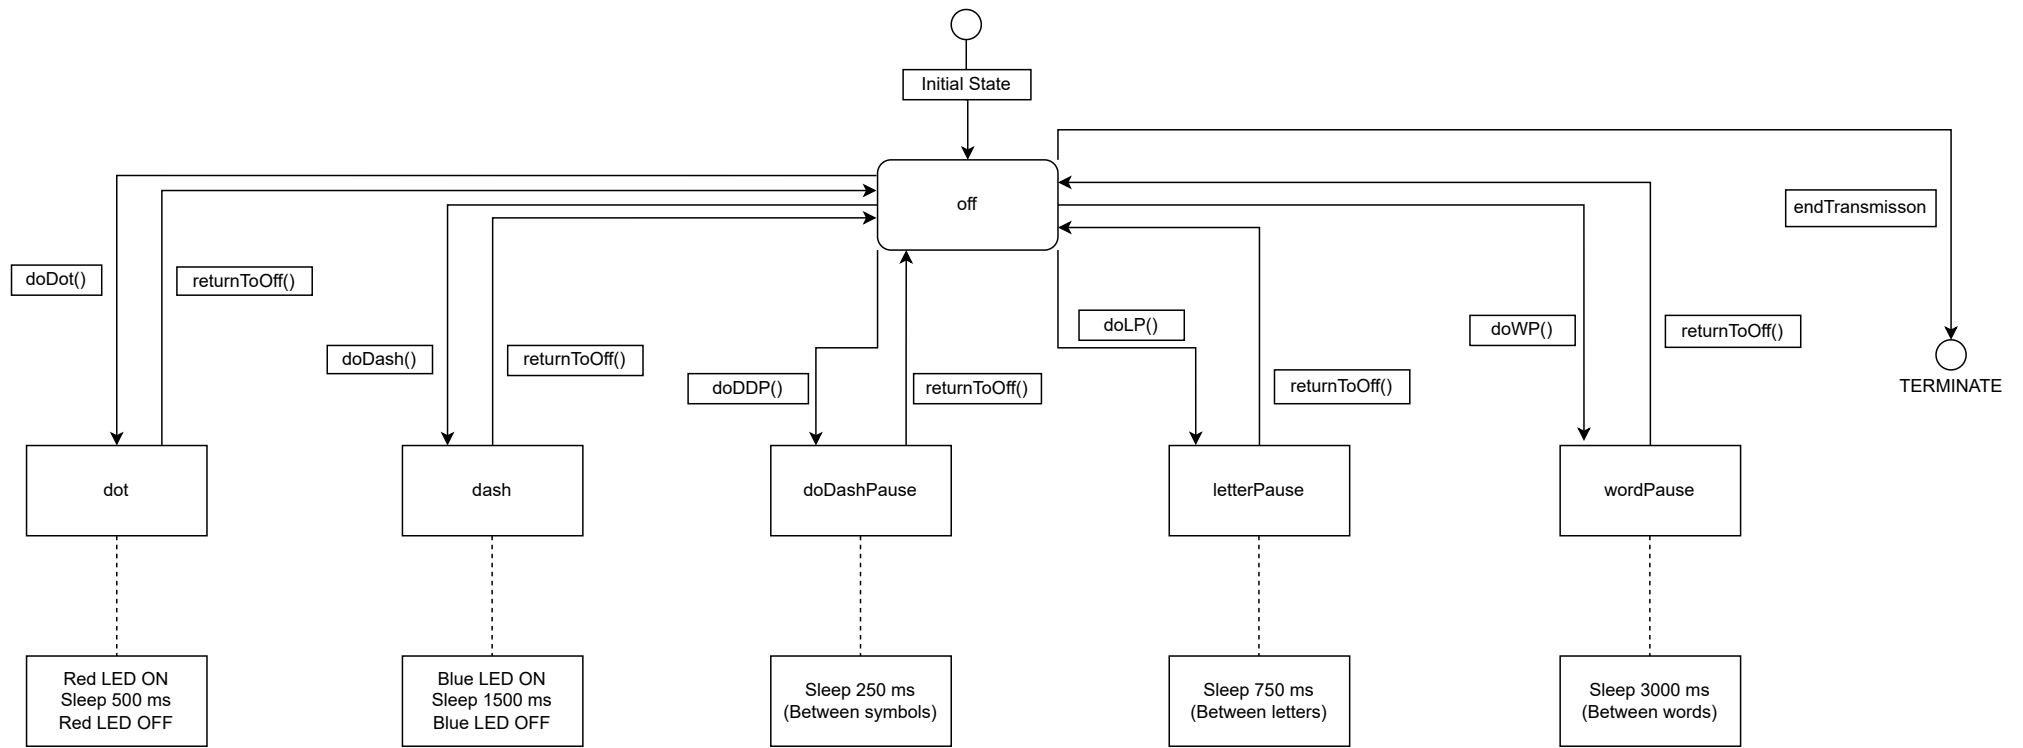 Initial State
off
endTransmisson
doDot()
returnToOff()
doDash()
returnToOff()
doDDP()
returnToOff()
doLP()
returnToOff()
doWP()
returnToOff()
TERMINATE
dot
dash
doDashPause
letterPause
wordPause
Red LED ON
Sleep 500 ms
Red LED OFF
Blue LED ON
Sleep 1500 ms
Blue LED OFF
Sleep 250 ms
(Between symbols)
Sleep 750 ms
(Between letters)
Sleep 3000 ms
(Between words)